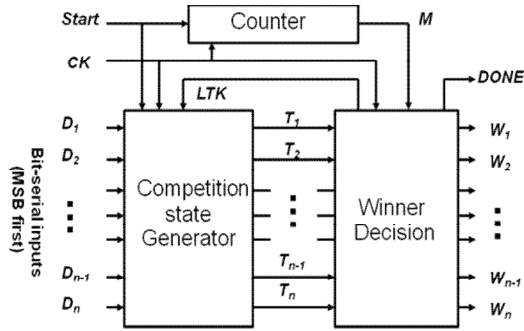 Start
Counter
M
CK
LTK
DONE
D1
T1
W1
D2
T2
W2
Bit-serial inputs
(MSB first)
Competition
state
Generator
Winner
Decision
Dn-1
Tn-1
Wn-1
Dn
Tn
Wn